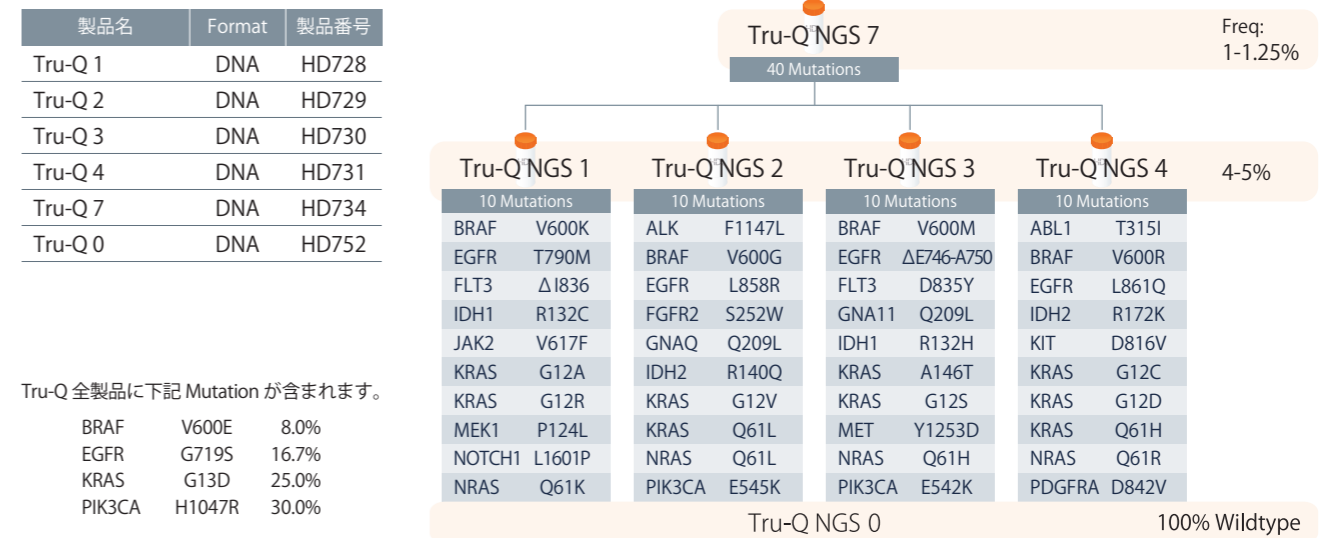 製品名 Format 製品番号
Tru-Q 1 DNA HD728
Tru-Q 2 DNA HD729
Tru-Q 3 DNA HD730
Tru-Q 4 DNA HD731
Tru-Q 7 DNA HD734
Tru-Q 0 DNA HD752
Tru-Q 全製品に下記 Mutation が含まれます。
BRAF V600E 8.0%
EGFR G719S 16.7%
KRAS G13D 25.0%
PIK3CA H1047R 30.0%
Tru-Q NGS 7
40 Mutations
Freq:
1-1.25%
Tru-Q NGS 1 Tru-Q NGS 2 Tru-Q NGS 3 Tru-Q NGS 4 4-5%
10 Mutations 10 Mutations 10 Mutations 10 Mutations
BRAF V600K ALK F1147L BRAF V600M ABL1 T315I
EGFR T790M BRAF V600G EGFR ΔE746-A750 BRAF V600R
FLT3 Δ I836 EGFR L858R FLT3 D835Y EGFR L861Q
IDH1 R132C FGFR2 S252W GNA11 Q209L IDH2 R172K
JAK2 V617F GNAQ Q209L IDH1 R132H KIT D816V
KRAS G12A IDH2 R140Q KRAS A146T KRAS G12C
KRAS G12R KRAS G12V KRAS G12S KRAS G12D
MEK1 P124L KRAS Q61L MET Y1253D KRAS Q61H
NOTCH1 L1601P NRAS Q61L NRAS Q61H NRAS Q61R
NRAS Q61K PIK3CA E545K PIK3CA E542K PDGFRA D842V
Tru-Q NGS 0 100% Wildtype